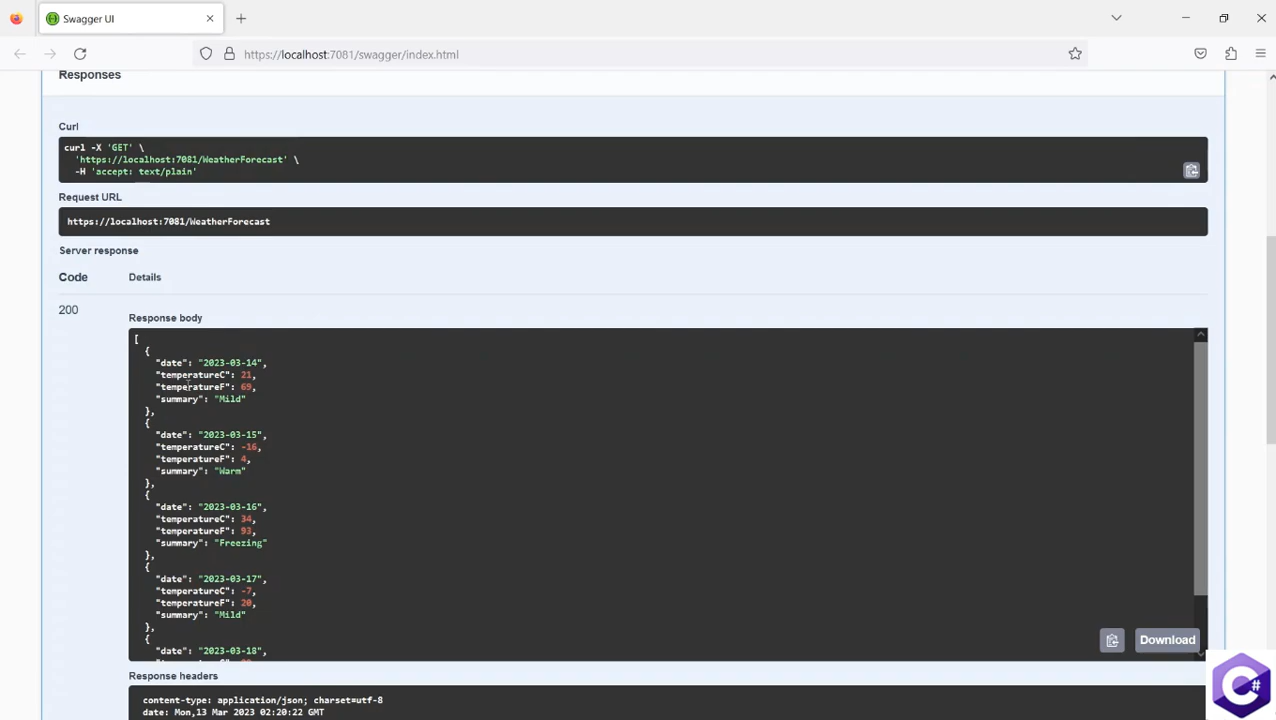 Swagger UI
https://localhost:7081/swagger/index.html
Responses
Curl
curl -X 'GET' \
'https://localhost:7081/WeatherForecast' \
-H 'accept: text/plain'
Request URL
https://localhost:7081/WeatherForecast
Server response
Code Details
200
Response body
[
{
"date": "2023-03-14",
"temperatureC": 21,
"temperatureF": 69,
"summary": "Mild"
},
{
"date": "2023-03-15",
"temperatureC": -16,
"temperatureF": 4,
"summary": "Warm"
},
{
"date": "2023-03-16",
"temperatureC": 34,
"temperatureF": 93,
"summary": "Freezing"
},
{
"date": "2023-03-17",
"temperatureC": -7,
"temperatureF": 20,
"summary": "Mild"
},
{
"date": "2023-03-18",
Download
Response headers
content-type: application/json; charset=utf-8
date: Mon,13 Mar 2023 02:20:22 GMT
C#